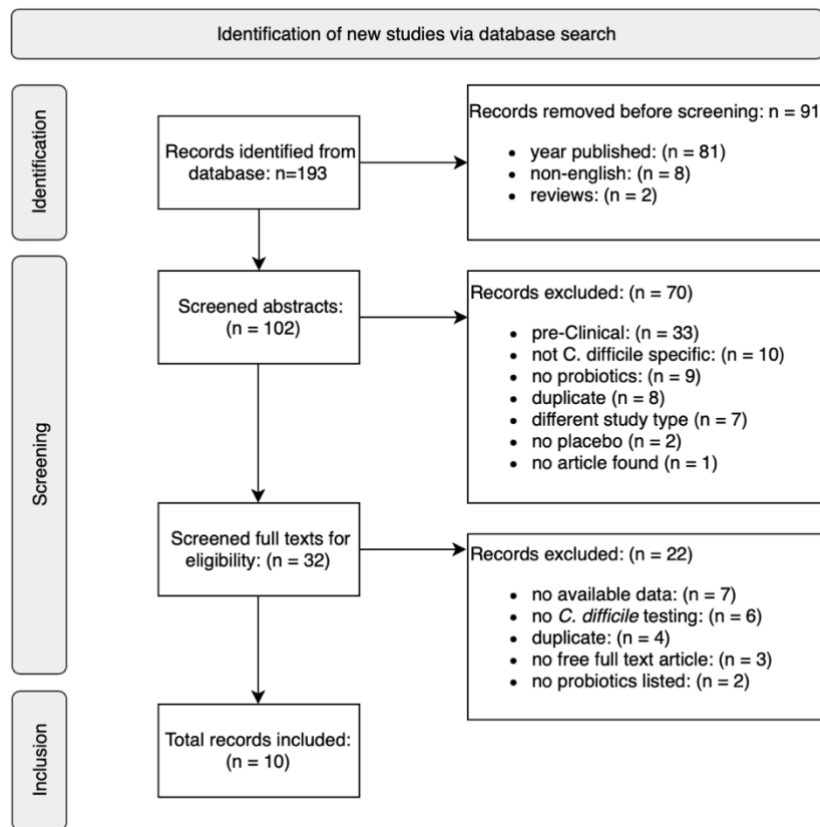 Identification of new studies via database search
Identification
Records identified from
database: n=193
Records removed before screening: n = 91
• year published: (n = 81)
• non-english: (n = 8)
• reviews: (n = 2)
Screening
Screened abstracts:
(n = 102)
Records excluded: (n = 70)
• pre-Clinical: (n = 33)
• not C. difficile specific: (n = 10)
• no probiotics: (n = 9)
• duplicate (n = 8)
• different study type (n = 7)
• no placebo (n = 2)
• no article found (n = 1)
Screened full texts for
eligibility: (n = 32)
Records excluded: (n = 22)
• no available data: (n = 7)
• no C. difficile testing: (n = 6)
• duplicate: (n = 4)
• no free full text article: (n = 3)
• no probiotics listed: (n = 2)
Inclusion
Total records included:
(n = 10)